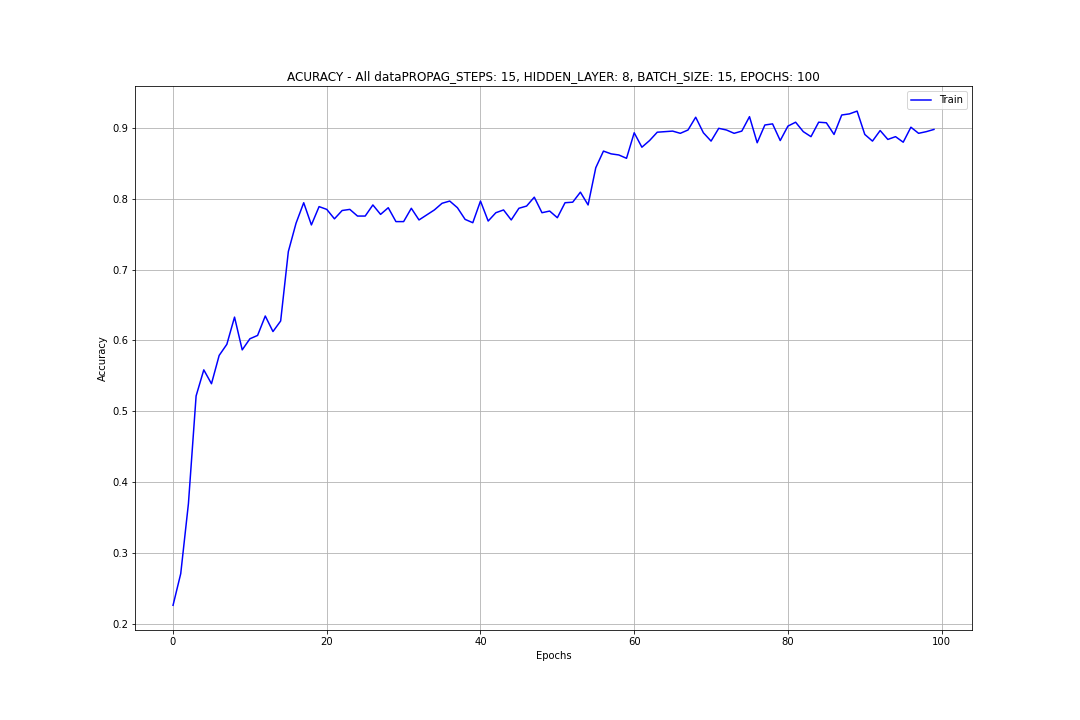 ACURACY - All dataPROPAG_STEPS: 15, HIDDEN_LAYER: 8, BATCH_SIZE: 15, EPOCHS: 100
Train
Accuracy
0.9
0.8
0.7
0.6
0.5
0.4
0.3
0.2
0 20 40 60 80 100
Epochs